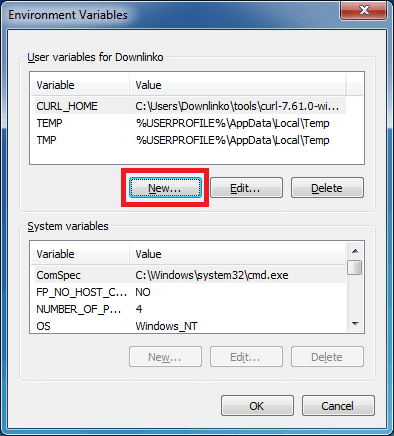 Environment Variables
User variables for Downlinko
Variable Value
CURL_HOME C:\Users\Downlinko\tools\curl-7.61.0-wi...
TEMP %USERPROFILE%\AppData\Local\Temp
TMP %USERPROFILE%\AppData\Local\Temp
New... Edit... Delete
System variables
Variable Value
ComSpec C:\Windows\system32\cmd.exe
FP_NO_HOST_C... NO
NUMBER_OF_P... 4
OS Windows_NT
New... Edit... Delete
OK Cancel